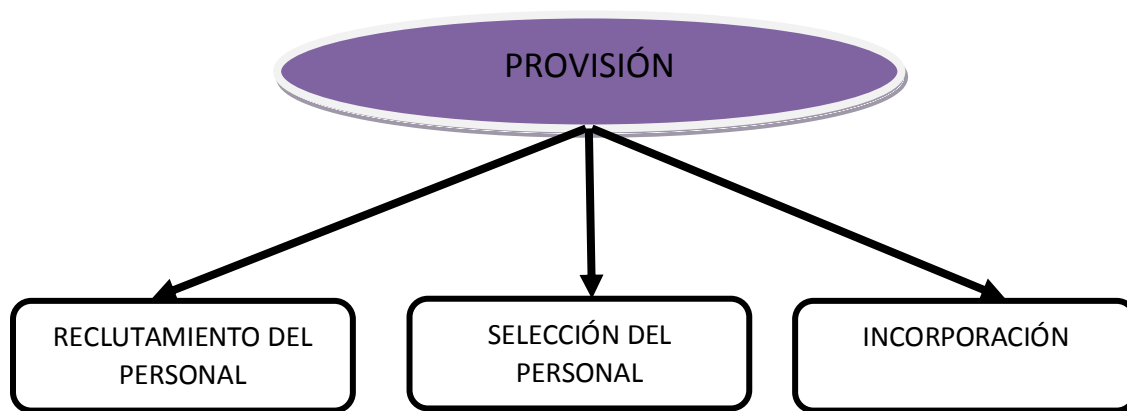 PROVISIÓN
RECLUTAMIENTO DEL
PERSONAL
SELECCIÓN DEL
PERSONAL
INCORPORACIÓN